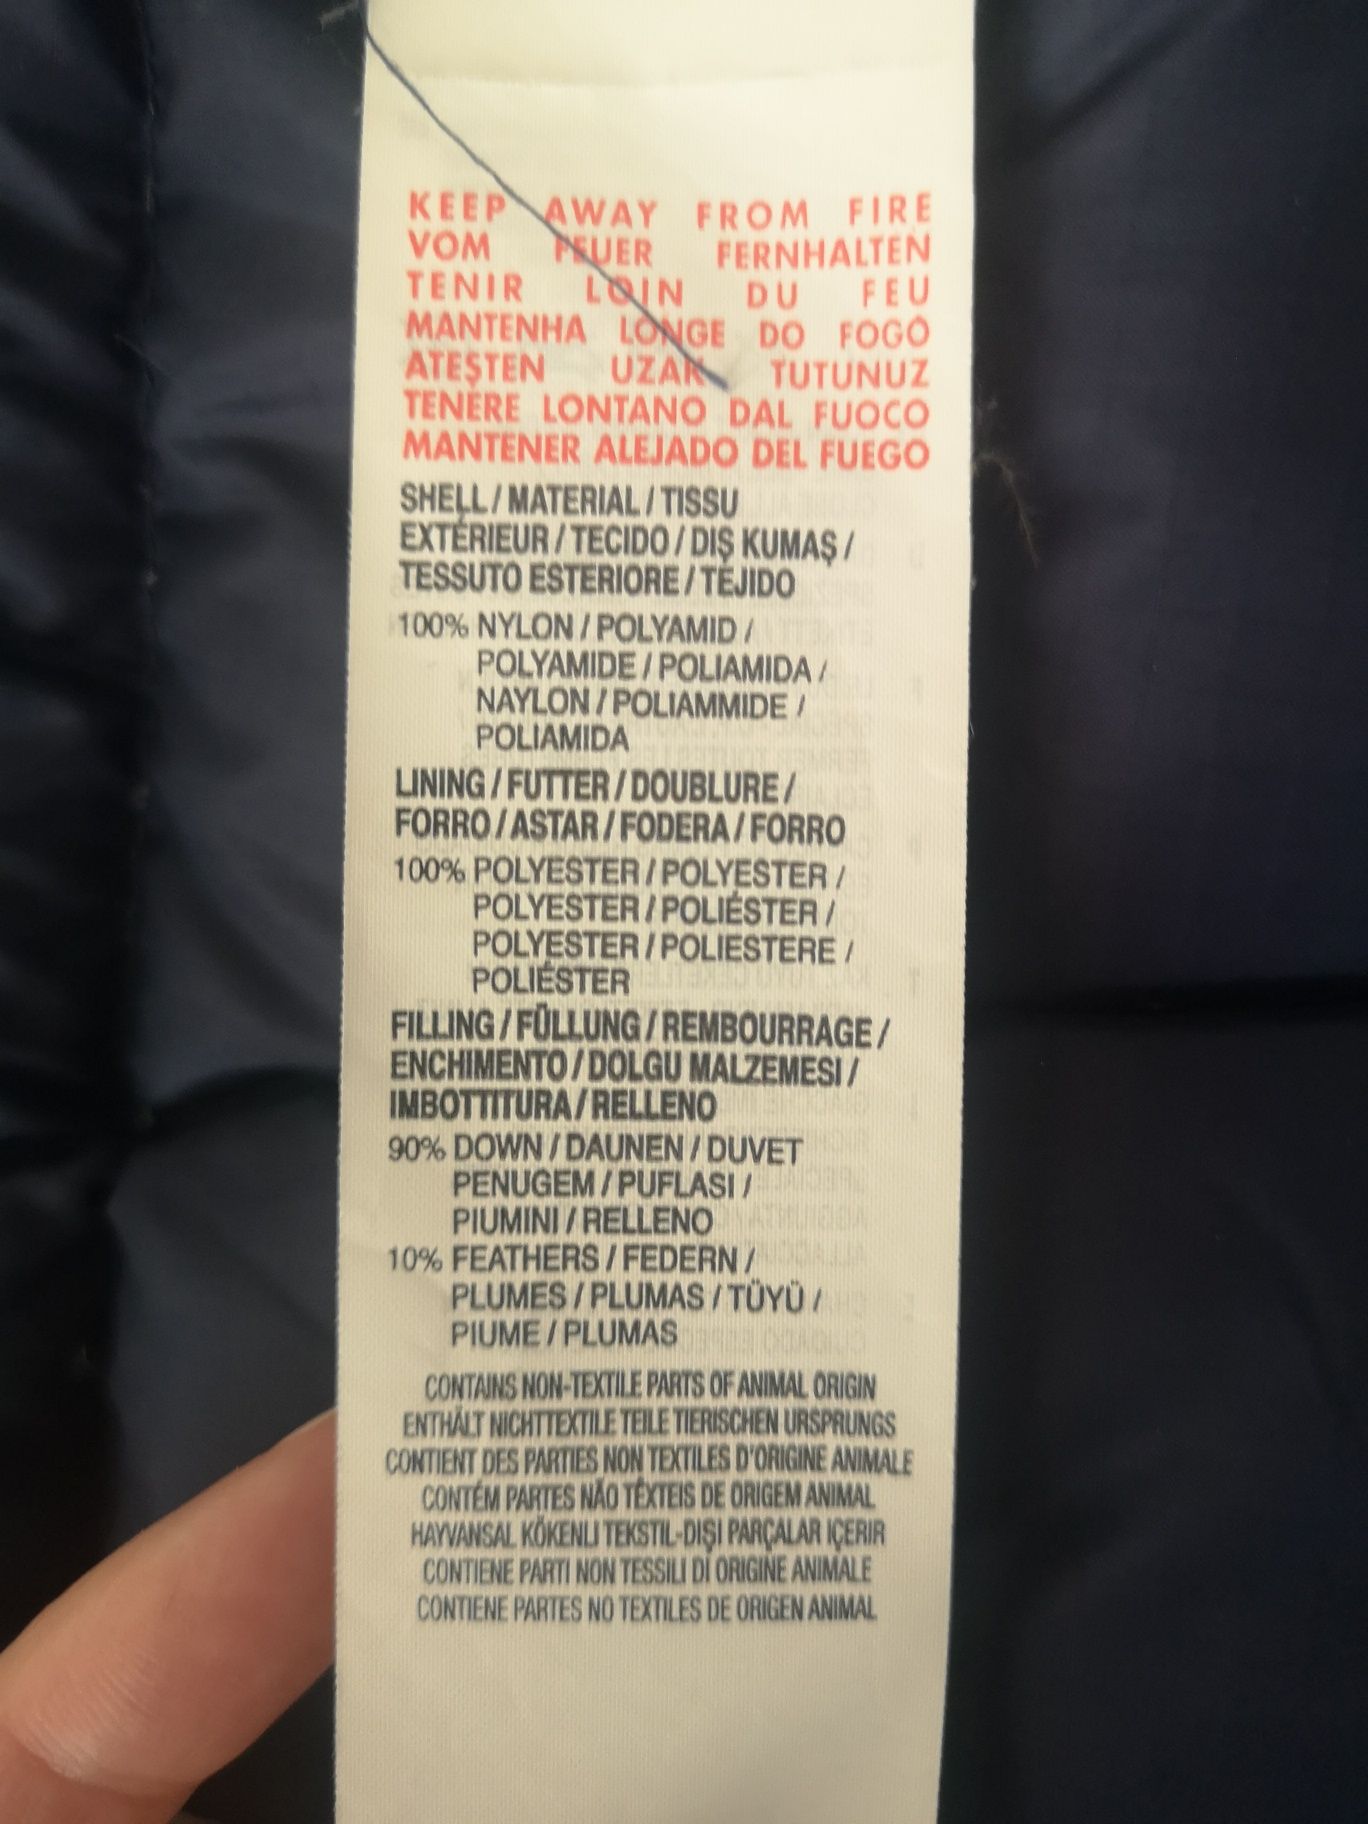 KEEP AWAY FROM FIRE
VOM FEUER FERNHALTEN
TENIR LOIN DU FEU
MANTENHA LONGE DO FOGO
ATEŞTEN UZAK TUTUNUZ
TENERE LONTANO DAL FUOCO
MANTENER ALEJADO DEL FUEGO
SHELL / MATERIAL / TISSU
EXTÉRIEUR / TECIDO / DIŞ KUMAŞ /
TESSUTO ESTERIORE / TEJIDO
100% NYLON / POLYAMID /
POLYAMIDE / POLIAMIDA /
NAYLON / POLIAMMIDE /
POLIAMIDA
LINING / FUTTER / DOUBLURE /
FORRO / ASTAR / FODERA / FORRO
100% POLYESTER / POLYESTER /
POLYESTER / POLIÉSTER /
POLYESTER / POLIESTERE /
POLIÉSTER
FILLING / FÜLLUNG / REMBOURRAGE /
ENCHIMENTO / DOLGU MALZEMESI /
IMBOTTITURA / RELLENO
90% DOWN / DAUNEN / DUVET
PENUGEM / PUFLASI /
PIUMINI / RELLENO
10% FEATHERS / FEDERN /
PLUMES / PLUMAS / TÜYÜ /
PIUME / PLUMAS
CONTAINS NON-TEXTILE PARTS OF ANIMAL ORIGIN
ENTHÄLT NICHTTEXTILE TEILE TIERISCHEN URSPRUNGS
CONTIENT DES PARTIES NON TEXTILES D'ORIGINE ANIMALE
CONTÉM PARTES NÃO TÊXTEIS DE ORIGEM ANIMAL
HAYVANSAL KÖKENLI TEKSTIL-DIŞI PARÇALAR IÇERIR
CONTIENE PARTI NON TESSILI DI ORIGINE ANIMALE
CONTIENE PARTES NO TEXTILES DE ORIGEN ANIMAL